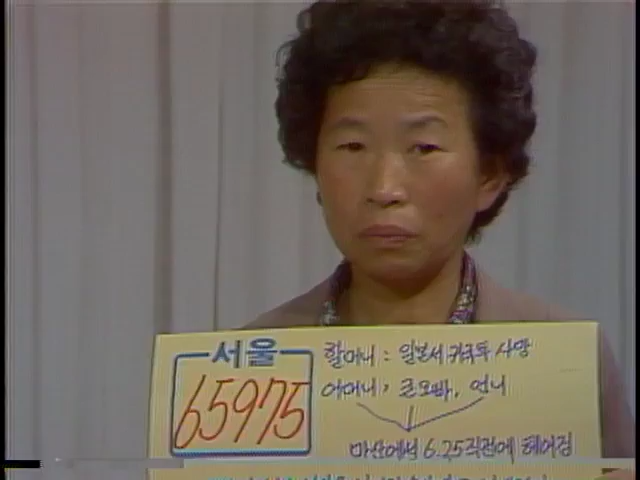 서울
65975
할머니 : 일본서 귀국후 사망
어머니, 큰오빠, 언니
마산에서 6.25직전에 헤어짐